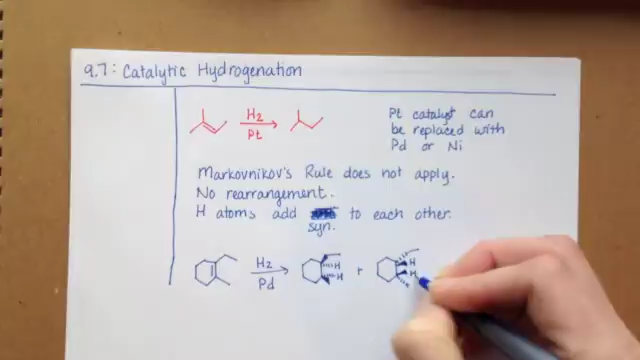 9.7: Catalytic Hydrogenation
H2
Pt
Pt catalyst can
be replaced with
Pd or Ni
Markovnikov's Rule does not apply.
No rearrangement.
H atoms add to each other.
syn.
H2
Pd
H
H
+
H
H